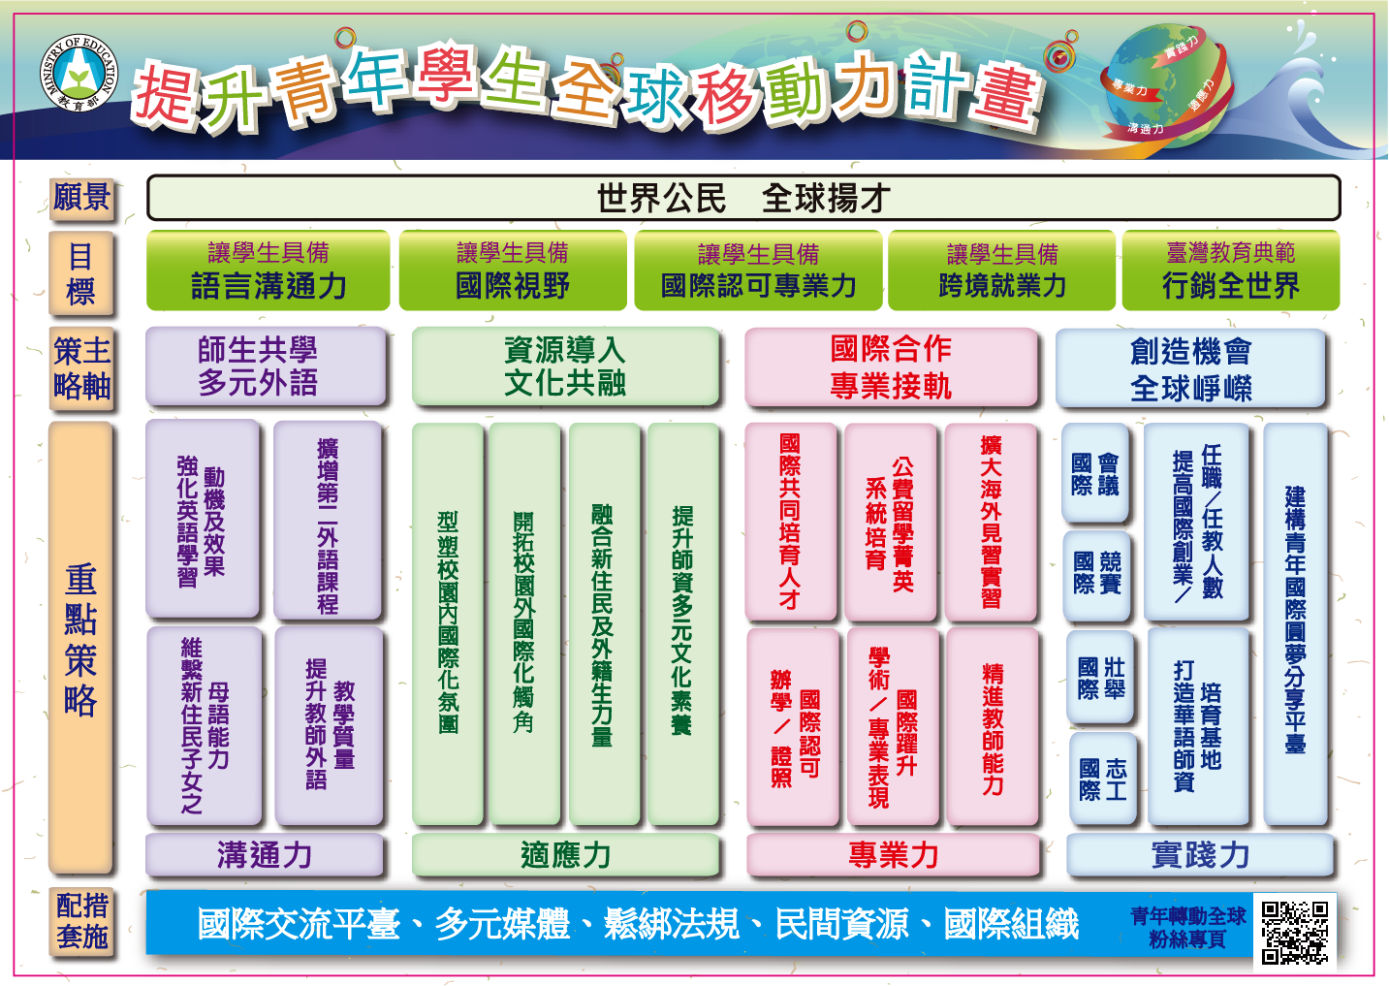 MINISTRY OF EDUCATION
教育部
提升青年學生全球移動力計畫
實踐力
專業力
適應力
溝通力
願景
世界公民　全球揚才
目標
讓學生具備
語言溝通力
讓學生具備
國際視野
讓學生具備
國際認可專業力
讓學生具備
跨境就業力
臺灣教育典範
行銷全世界
策略
主軸
師生共學
多元外語
資源導入
文化共融
國際合作
專業接軌
創造機會
全球崢嶸
重點策略
強化英語學習
動機及效果
擴增第二外語課程
維繫新住民子女之
母語能力
提升教師外語
教學質量
型塑校園內國際化氛圍
開拓校園外國際化觸角
融合新住民及外籍生力量
提升師資多元文化素養
國際共同培育人才
公費留學菁英
系統培育
擴大海外見習實習
辦學／證照
國際認可
學術／專業表現
國際躍升
精進教師能力
國際
會議
國際
競賽
國際
壯舉
國際
志工
提高國際創業／
任職／任教人數
打造華語師資
培育基地
建構青年國際圓夢分享平臺
溝通力
適應力
專業力
實踐力
配套
措施
國際交流平臺、多元媒體、鬆綁法規、民間資源、國際組織
青年轉動全球
粉絲專頁